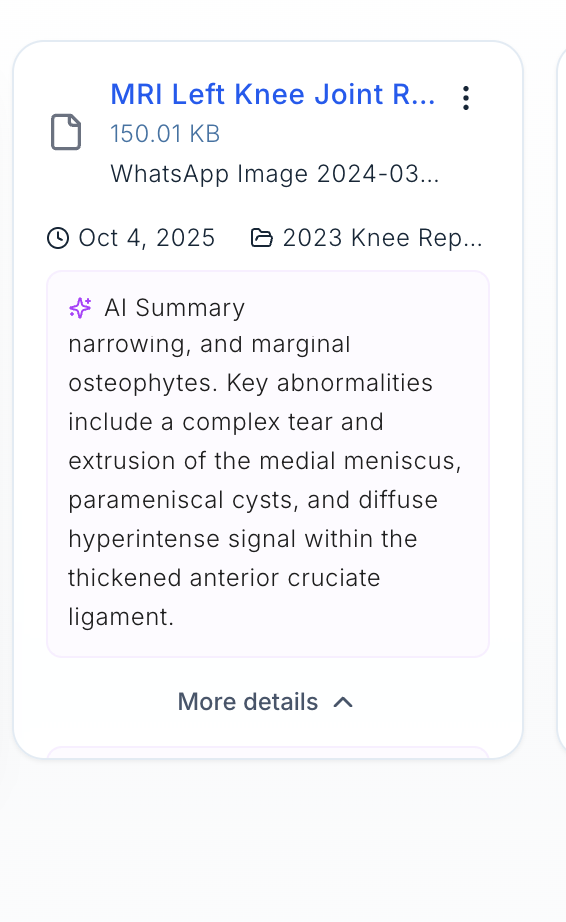 MRI Left Knee Joint R...
150.01 KB
WhatsApp Image 2024-03...
Oct 4, 2025 2023 Knee Rep...
AI Summary
narrowing, and marginal
osteophytes. Key abnormalities
include a complex tear and
extrusion of the medial meniscus,
parameniscal cysts, and diffuse
hyperintense signal within the
thickened anterior cruciate
ligament.
More details